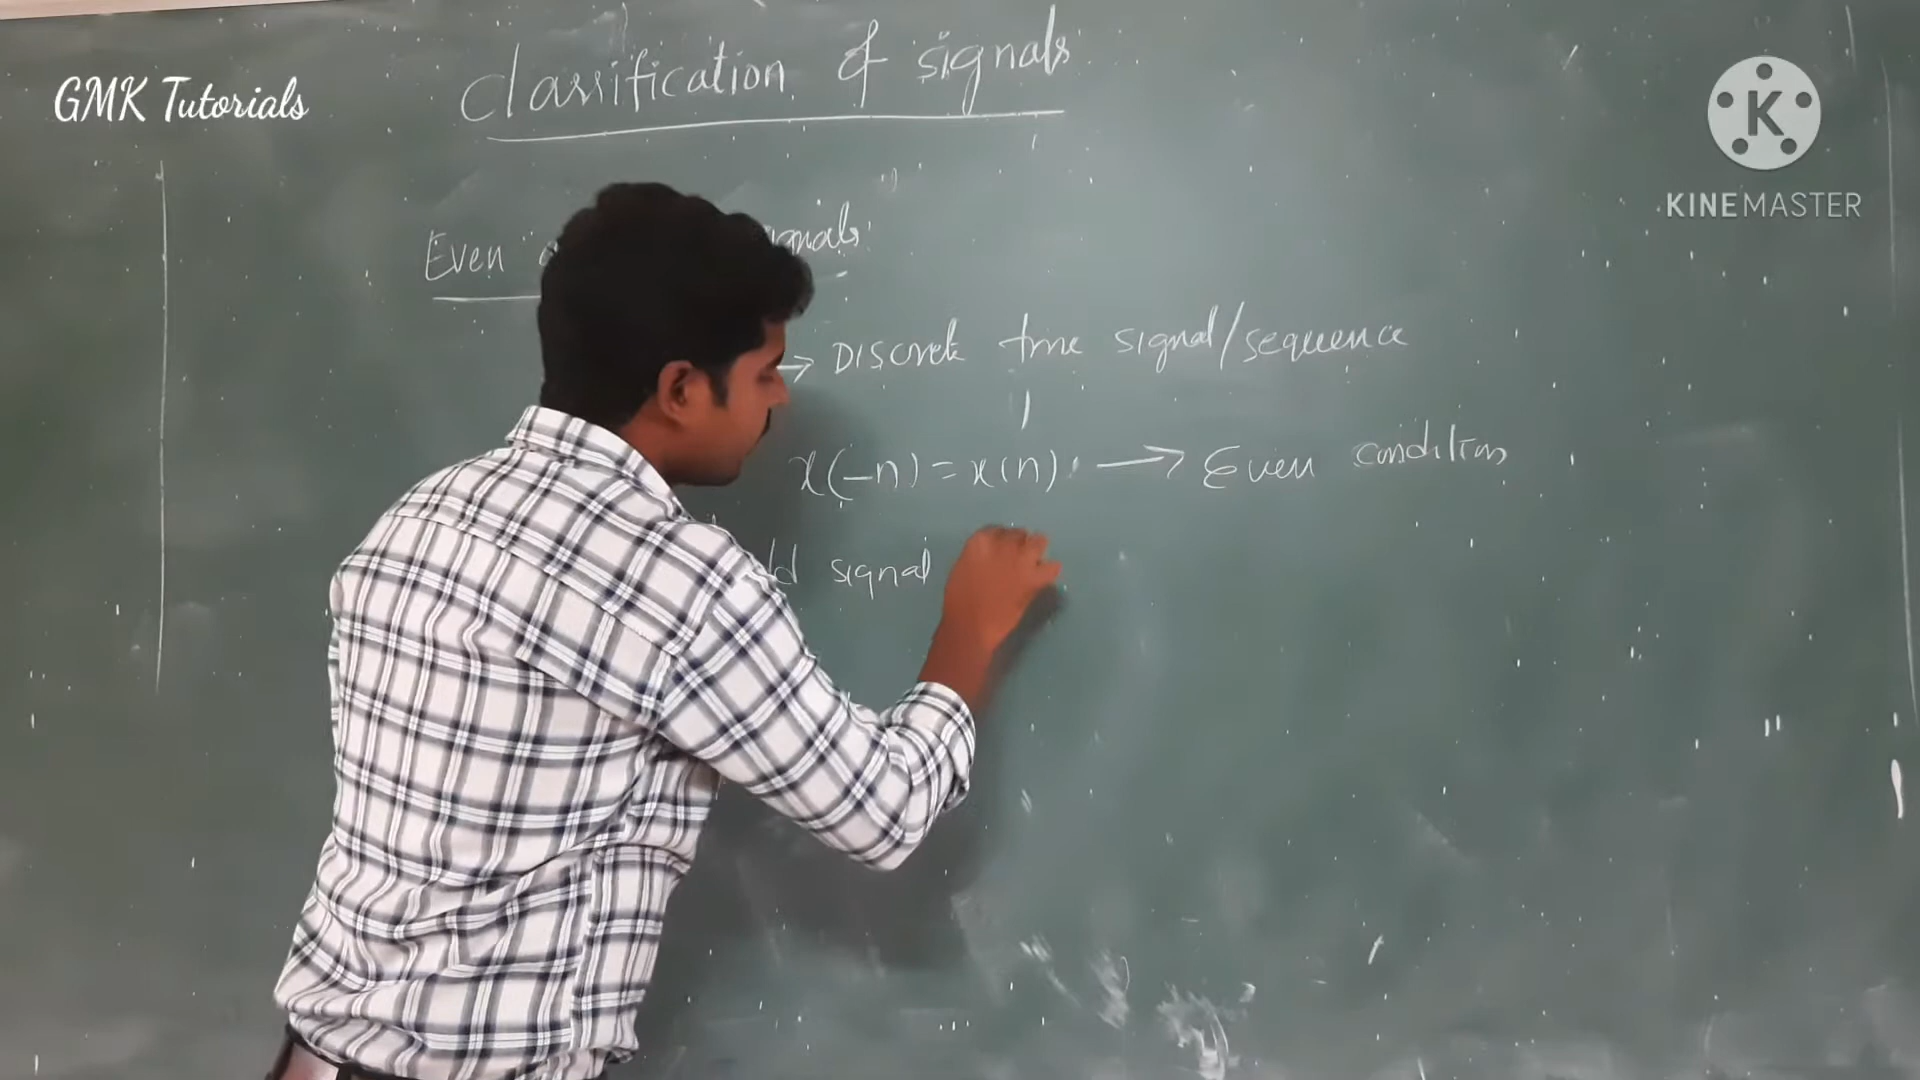 classification of signals
GMK Tutorials
K
KINEMASTER
Even
→ Discrete time signal/sequence
x(-n) = x(n) → Even condition
signal